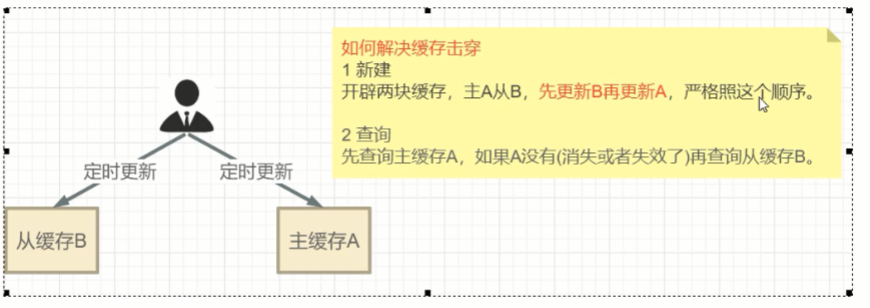 如何解决缓存击穿
1 新建
开辟两块缓存，主A从B，先更新B再更新A，严格照这个顺序。
2 查询
先查询主缓存A，如果A没有(消失或者失效了)再查询从缓存B。
定时更新
定时更新
从缓存B
主缓存A